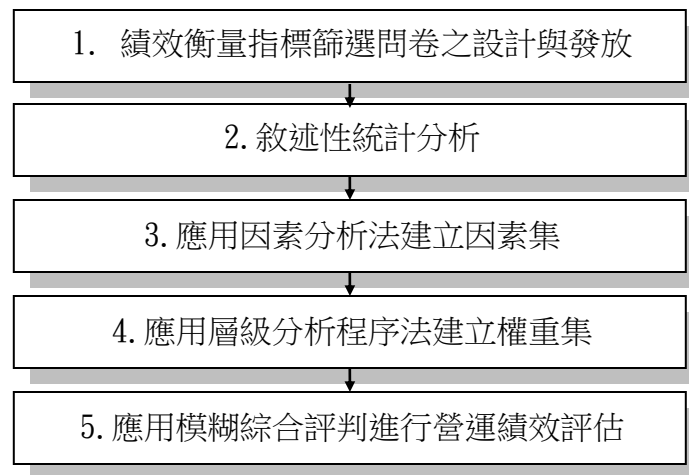 1. 績效衡量指標篩選問卷之設計與發放
2.敘述性統計分析
3.應用因素分析法建立因素集
4.應用層級分析程序法建立權重集
5.應用模糊綜合評判進行營運績效評估